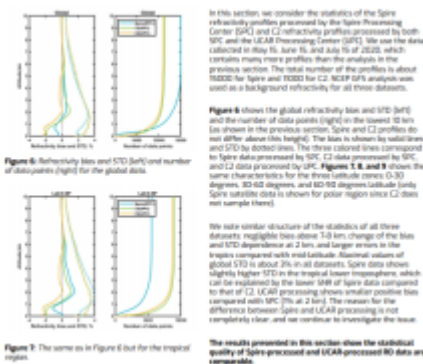 In this section, we consider the statistics of the Spire
refractivity profiles processed by the Spire Processing
Center (SPC) and C2 refractivity profiles processed by both
SPC and the UCAR Processing Center (UPC). We use the data
collected in May 15, June 15, and July 15 of 2020, which
contains many more profiles than the analysis in the
previous section. The total number of the profiles is about
for Spire and for C2. NCEP GFS analysis was
used as a background refractivity for all three datasets.
Figure 6 shows the global refractivity bias and STD (left)
and the number of data points (right) in the lowest 10 km
(as shown in the previous section, Spire and C2 profiles do
not differ above this height). The bias is shown by solid lines
and STD by dotted lines. The three colored lines correspond
to Spire data processed by SPC, C2 data processed by SPC,
and C2 data processed by UPC. Figures 7, 8, and 9 shows the
same characteristics for the three latitude zones: 0-30
degrees, 30-60 degrees, and 60-90 degrees latitude (only
Spire satellite data is shown for polar region since C2 does
not sample there).
Figure 6: Refractivity bias and STD (left) and number
of data points (right) for the global data.
We note similar structure of the statistics of all three
datasets: negligible bias above 7-8 km, change of the bias
and STD dependence at 2 km, and larger errors in the
tropics compared with mid-latitude. Maximal values of
global STD is about 3% in all datasets. Spire data shows
slightly higher STD in the tropical lower troposphere, which
can be explained by the lower SNR of Spire data compared
to that of C2. UCAR processing shows smaller positive bias
compared with SPC (1% at 2 km). The reason for the
difference between Spire and UCAR processing is not
completely clear, and we continue to investigate the issue.
Figure 7: The same as in Figure 6 but for the tropical
region.
The results presented in this section show the statistical
quality of Spire-processed and UCAR-processed RO data are
comparable.